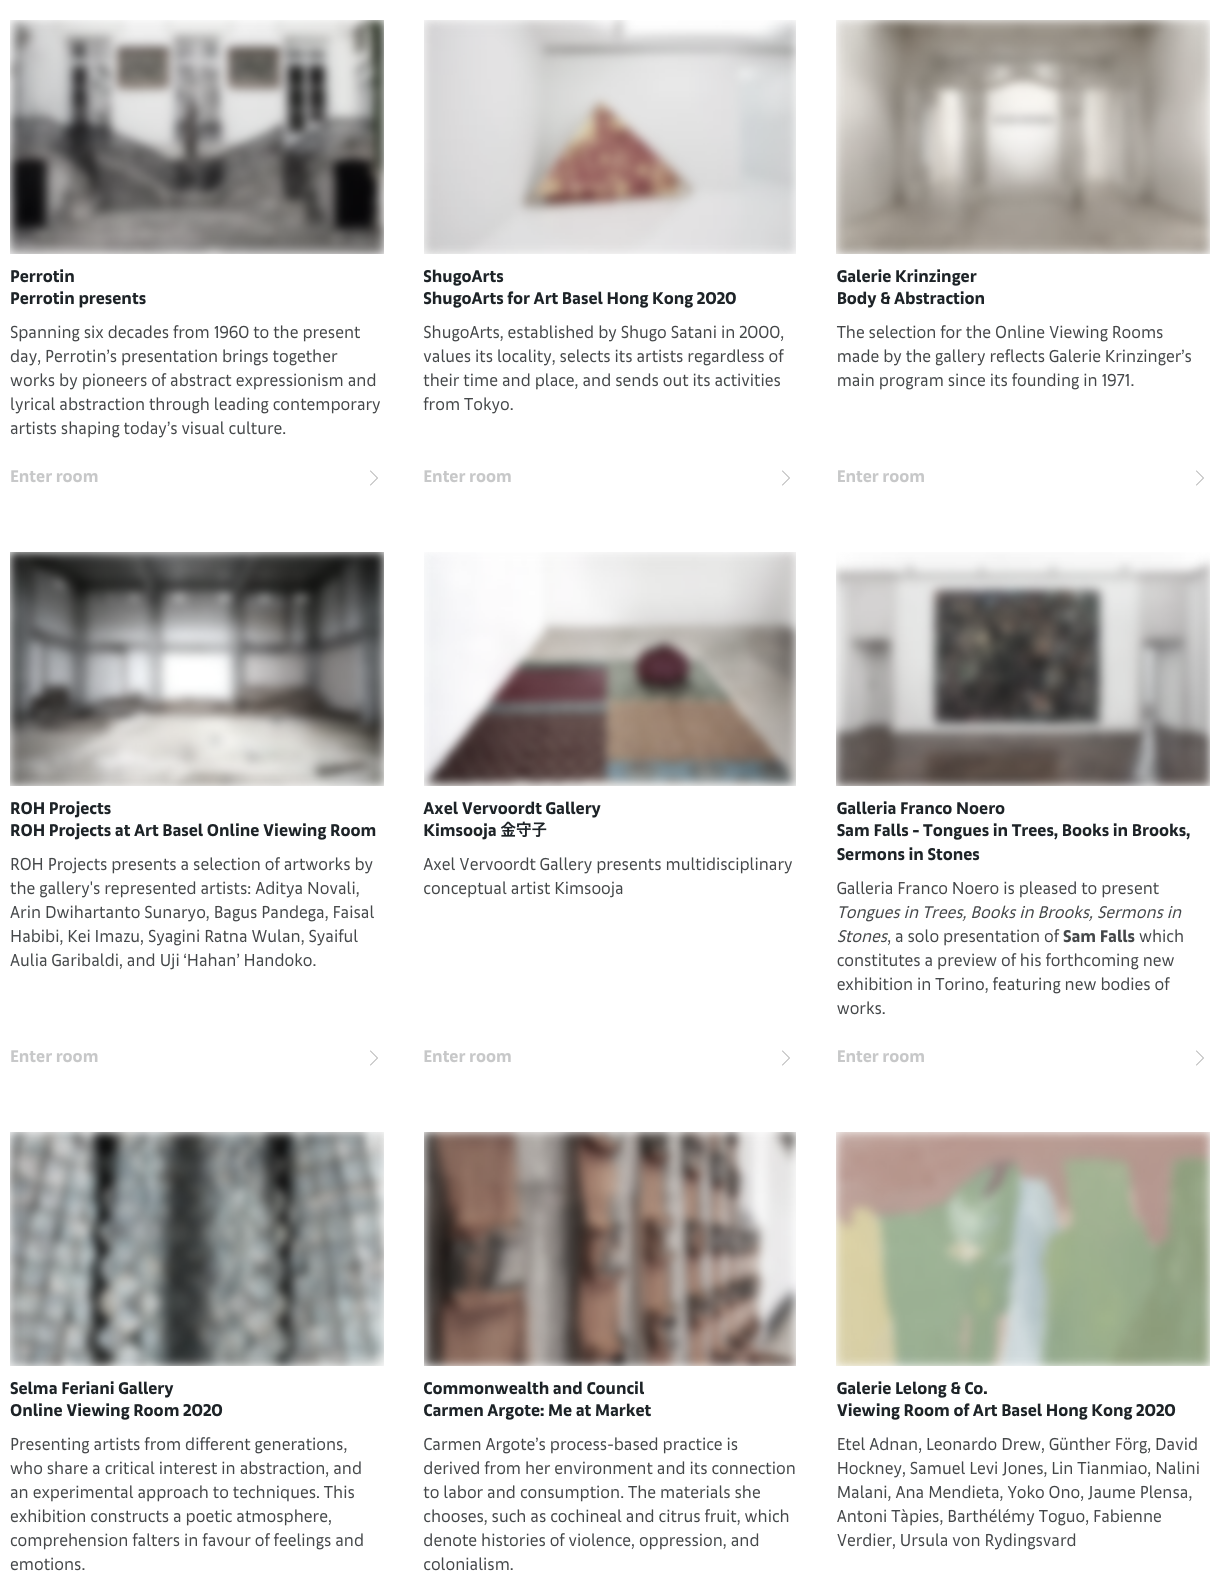 Perrotin
Perrotin presents
Spanning six decades from 1960 to the present
day, Perrotin’s presentation brings together
works by pioneers of abstract expressionism and
lyrical abstraction through leading contemporary
artists shaping today’s visual culture.
Enter room
ShugoArts
ShugoArts for Art Basel Hong Kong 2020
ShugoArts, established by Shugo Satani in 2000,
values its locality, selects its artists regardless of
their time and place, and sends out its activities
from Tokyo.
Enter room
Galerie Krinzinger
Body & Abstraction
The selection for the Online Viewing Rooms
made by the gallery reflects Galerie Krinzinger’s
main program since its founding in 1971.
Enter room
ROH Projects
ROH Projects at Art Basel Online Viewing Room
ROH Projects presents a selection of artworks by
the gallery's represented artists: Aditya Novali,
Arin Dwihartanto Sunaryo, Bagus Pandega, Faisal
Habibi, Kei Imazu, Syagini Ratna Wulan, Syaiful
Aulia Garibaldi, and Uji ‘Hahan’ Handoko.
Enter room
Axel Vervoordt Gallery
Kimsooja 金守子
Axel Vervoordt Gallery presents multidisciplinary
conceptual artist Kimsooja
Enter room
Galleria Franco Noero
Sam Falls - Tongues in Trees, Books in Brooks,
Sermons in Stones
Galleria Franco Noero is pleased to present
Tongues in Trees, Books in Brooks, Sermons in
Stones, a solo presentation of Sam Falls which
constitutes a preview of his forthcoming new
exhibition in Torino, featuring new bodies of
works.
Enter room
Selma Feriani Gallery
Online Viewing Room 2020
Presenting artists from different generations,
who share a critical interest in abstraction, and
an experimental approach to techniques. This
exhibition constructs a poetic atmosphere,
comprehension falters in favour of feelings and
emotions.
Commonwealth and Council
Carmen Argote: Me at Market
Carmen Argote’s process-based practice is
derived from her environment and its connection
to labor and consumption. The materials she
chooses, such as cochineal and citrus fruit, which
denote histories of violence, oppression, and
colonialism.
Galerie Lelong & Co.
Viewing Room of Art Basel Hong Kong 2020
Etel Adnan, Leonardo Drew, Günther Förg, David
Hockney, Samuel Levi Jones, Lin Tianmiao, Nalini
Malani, Ana Mendieta, Yoko Ono, Jaume Plensa,
Antoni Tàpies, Barthélémy Toguo, Fabienne
Verdier, Ursula von Rydingsvard